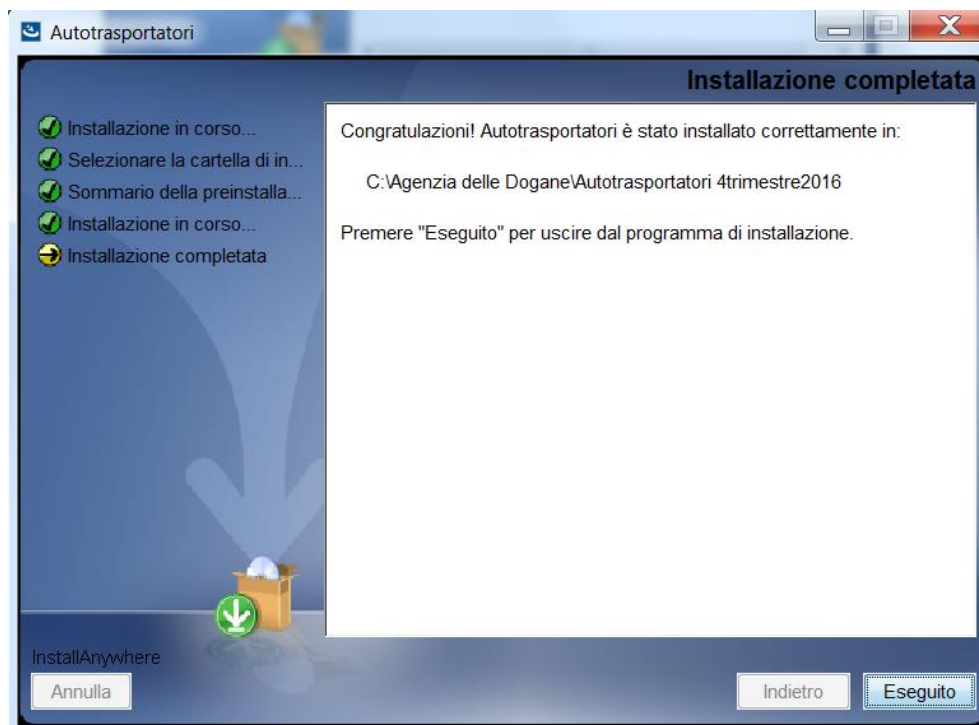 Autotrasportatori
Installazione completata
Installazione in corso...
Selezionare la cartella di in...
Sommario della preinstalla...
Installazione in corso...
Installazione completata
Congratulazioni! Autotrasportatori è stato installato correttamente in:
C:\Agenzia delle Dogane\Autotrasportatori 4trimestre2016
Premere "Eseguito" per uscire dal programma di installazione.
InstallAnywhere
Annulla
Indietro
Eseguito